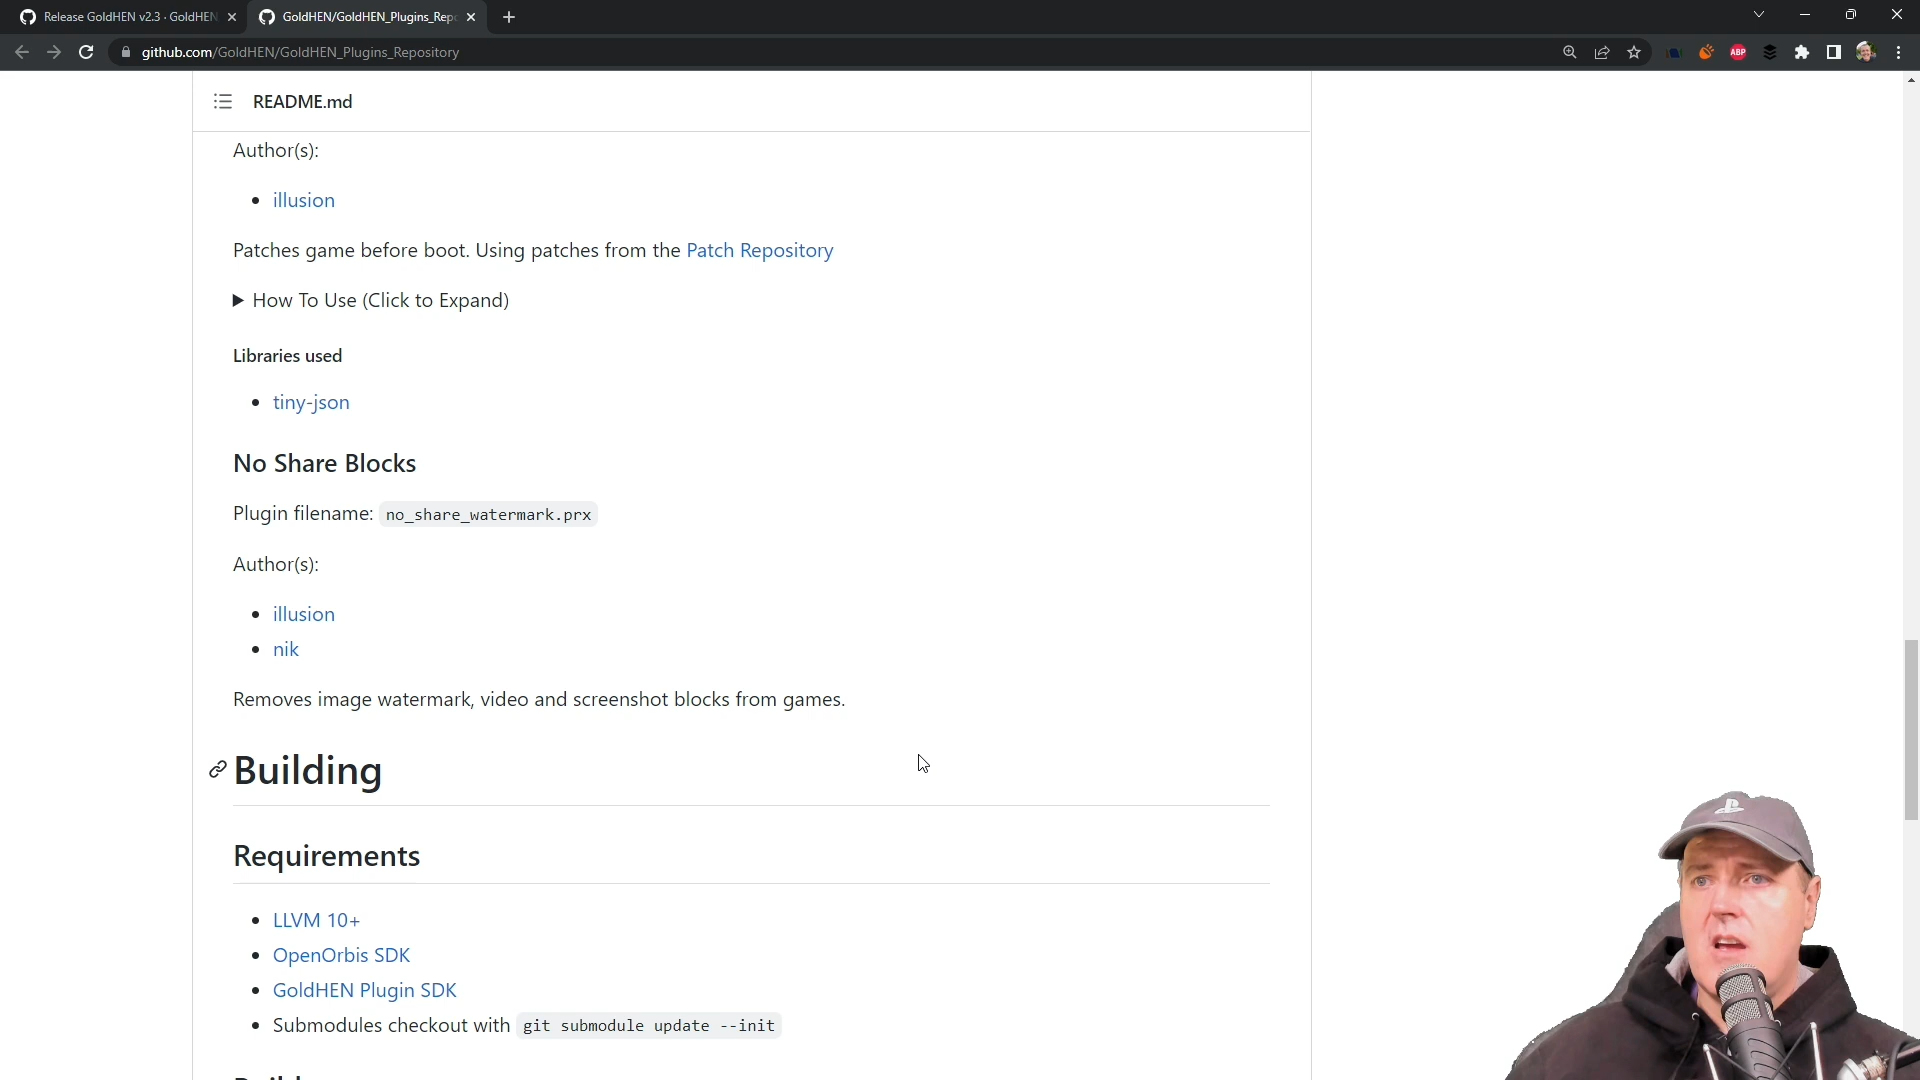 Release GoldHEN v2.3 · GoldHEN
GoldHEN/GoldHEN_Plugins_Repo
github.com/GoldHEN/GoldHEN_Plugins_Repository
ABP
README.md
Author(s):
illusion
Patches game before boot. Using patches from the Patch Repository
How To Use (Click to Expand)
Libraries used
tiny-json
No Share Blocks
Plugin filename: no_share_watermark.prx
Author(s):
illusion
nik
Removes image watermark, video and screenshot blocks from games.
Building
Requirements
LLVM 10+
OpenOrbis SDK
GoldHEN Plugin SDK
Submodules checkout with git submodule update --init